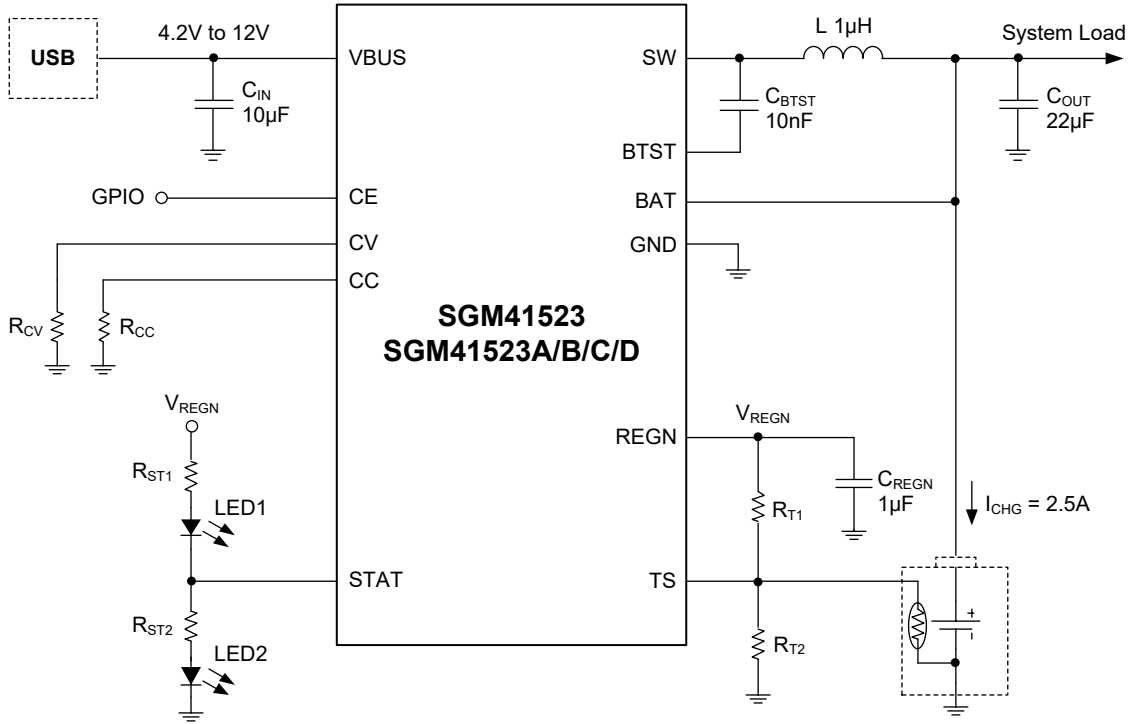 USB
4.2V to 12V
C_IN
10µF
VBUS
SW
L 1µH
System Load
C_BTST
10nF
C_OUT
22µF
BTST
GPIO
CE
BAT
CV
GND
CC
R_CV
R_CC
SGM41523
SGM41523A/B/C/D
V_REGN
R_ST1
LED1
STAT
R_ST2
LED2
REGN
V_REGN
C_REGN
1µF
R_T1
I_CHG = 2.5A
TS
R_T2
+